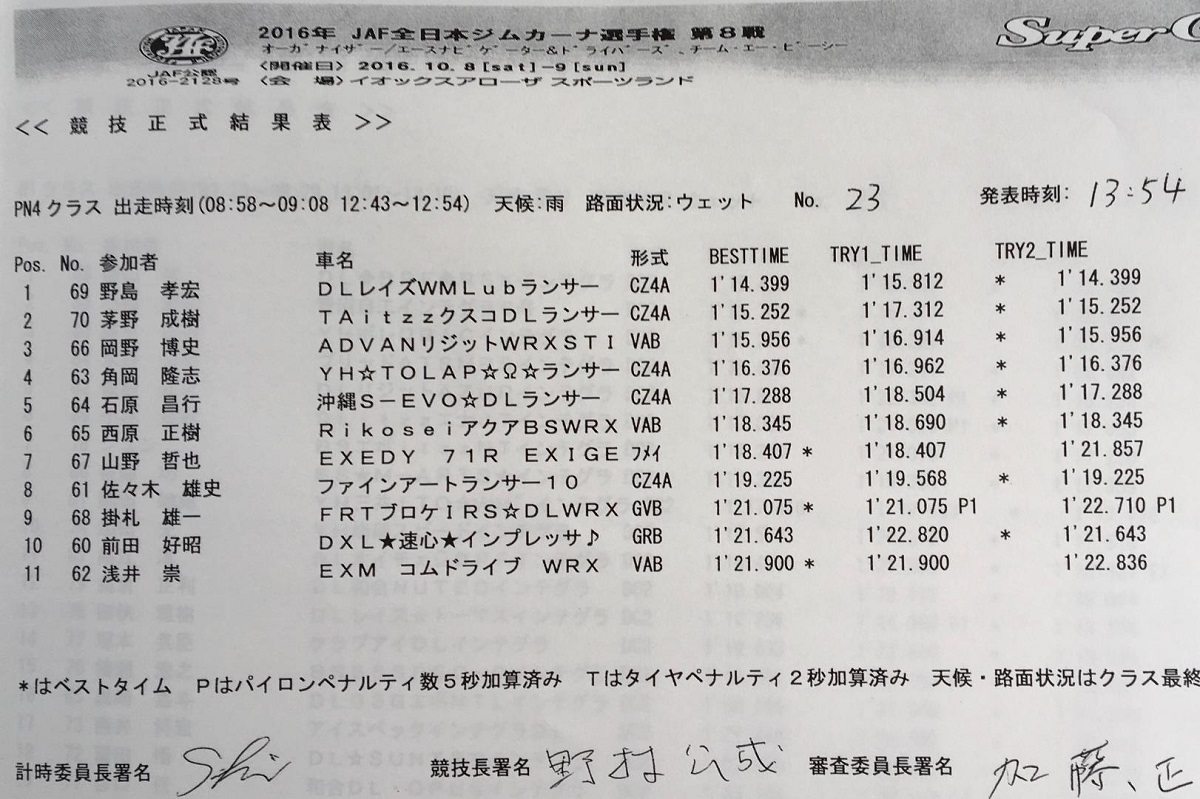 2016年 JAF全日本ジムカーナ選手権 第8戦
オーガナイザー/エースナビゲーター&ドライバーズ、チーム・エー・ビーシー
<開催日> 2016. 10. 8 [sat] -9 [sun]
<会 場> イオックスアローザ スポーツランド
JAF公認
2016-2128号
Super
<< 競 技 正 式 結 果 表 >>
PN4 クラス 出走時刻(08:58～09:08 12:43～12:54) 天候:雨 路面状況:ウェット No. 23 発表時刻: 13:54
Pos. No. 参加者 車名 形式 BESTTIME TRY1_TIME TRY2_TIME
1 69 野島 孝宏 DLレイズWMLubランサー CZ4A 1'14.399 1'15.812 * 1'14.399
2 70 茅野 成樹 TAitzzクスコDLランサー CZ4A 1'15.252 1'17.312 * 1'15.252
3 66 岡野 博史 ADVANリジットWRXSTI VAB 1'15.956 1'16.914 * 1'15.956
4 63 角岡 隆志 YH☆TOLAP☆Ω☆ランサー CZ4A 1'16.376 1'16.962 * 1'16.376
5 64 石原 昌行 沖縄S-EVO☆DLランサー CZ4A 1'17.288 1'18.504 * 1'17.288
6 65 西原 正樹 RikoseiアクアBSWRX VAB 1'18.345 1'18.690 * 1'18.345
7 67 山野 哲也 EXEDY 71R EXIGE フメイ 1'18.407 * 1'18.407 1'21.857
8 61 佐々木 雄史 ファインアートランサー10 CZ4A 1'19.225 1'19.568 * 1'19.225
9 68 掛札 雄一 FRTブロケIRS☆DLWRX GVB 1'21.075 * 1'21.075 P1 1'22.710 P1
10 60 前田 好昭 DXL★速心★インプレッサ♪ GRB 1'21.643 1'22.820 * 1'21.643
11 62 浅井 崇 EXM コムドライブ WRX VAB 1'21.900 * 1'21.900 1'22.836
*はベストタイム Pはパイロンペナルティ数5秒加算済み Tはタイヤペナルティ2秒加算済み 天候・路面状況はクラス最終
計時委員長署名 競技長署名 野村公成 審査委員長署名 加藤、正